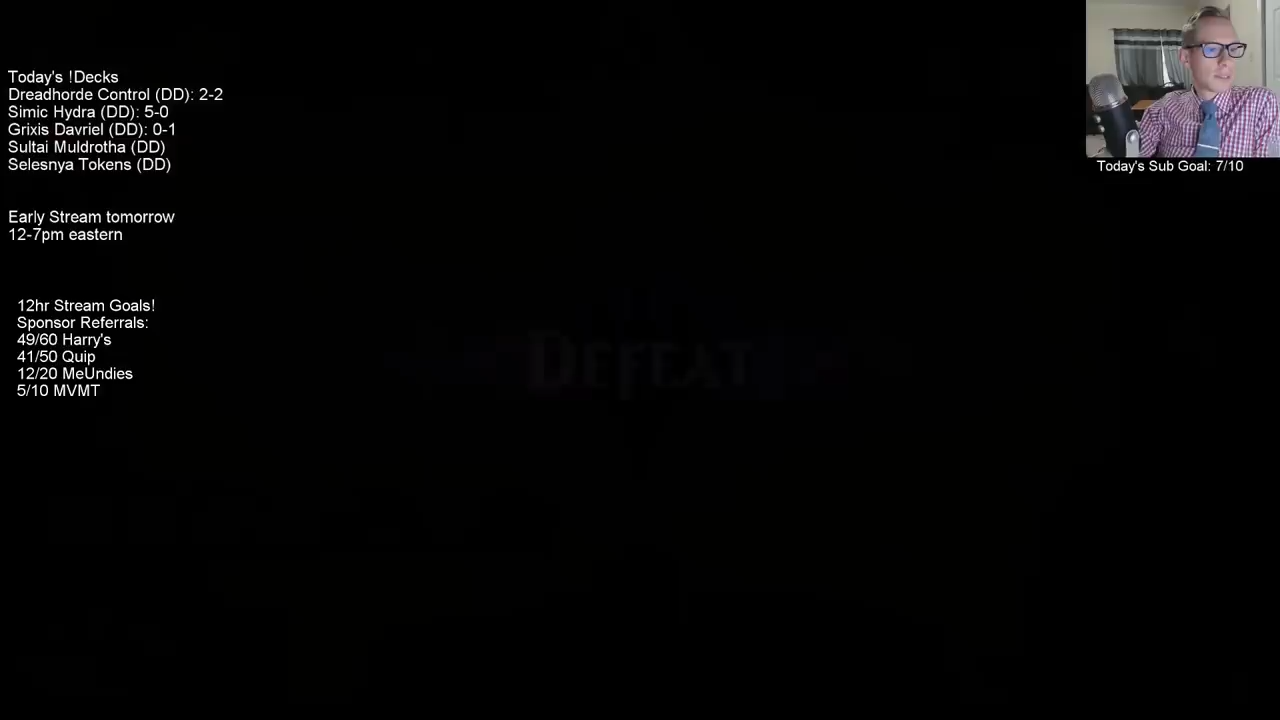 Today's !Decks
Dreadhorde Control (DD): 2-2
Simic Hydra (DD): 5-0
Grixis Davriel (DD): 0-1
Sultai Muldrotha (DD)
Selesnya Tokens (DD)
Early Stream tomorrow
12-7pm eastern
12hr Stream Goals!
Sponsor Referrals:
49/60 Harry's
41/50 Quip
12/20 MeUndies
5/10 MVMT
Today's Sub Goal: 7/10
DEFEAT